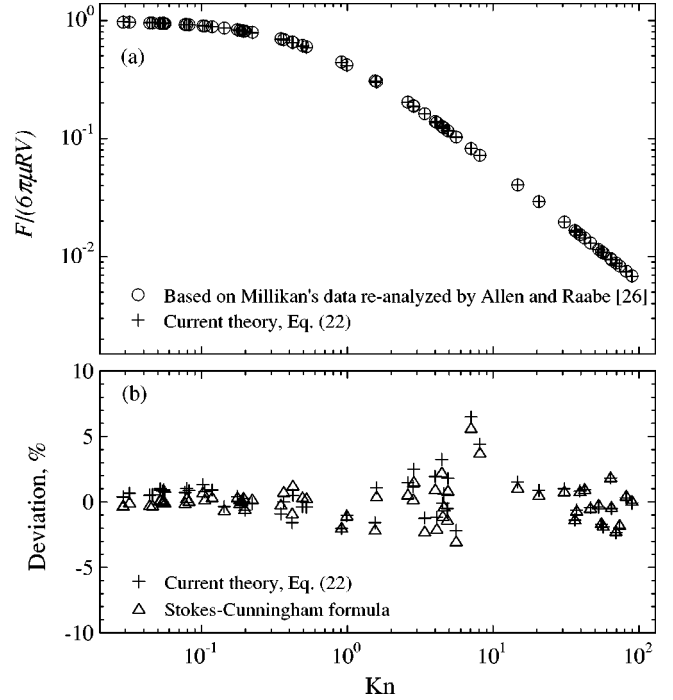 10⁰
(a)
10⁻¹
F/(6πμRV)
10⁻²
○ Based on Millikan's data re-analyzed by Allen and Raabe [26]
+ Current theory, Eq. (22)
10
(b)
5
0
Deviation, %
-5
+ Current theory, Eq. (22)
△ Stokes-Cunningham formula
-10
10⁻¹ 10⁰ 10¹ 10²
Kn